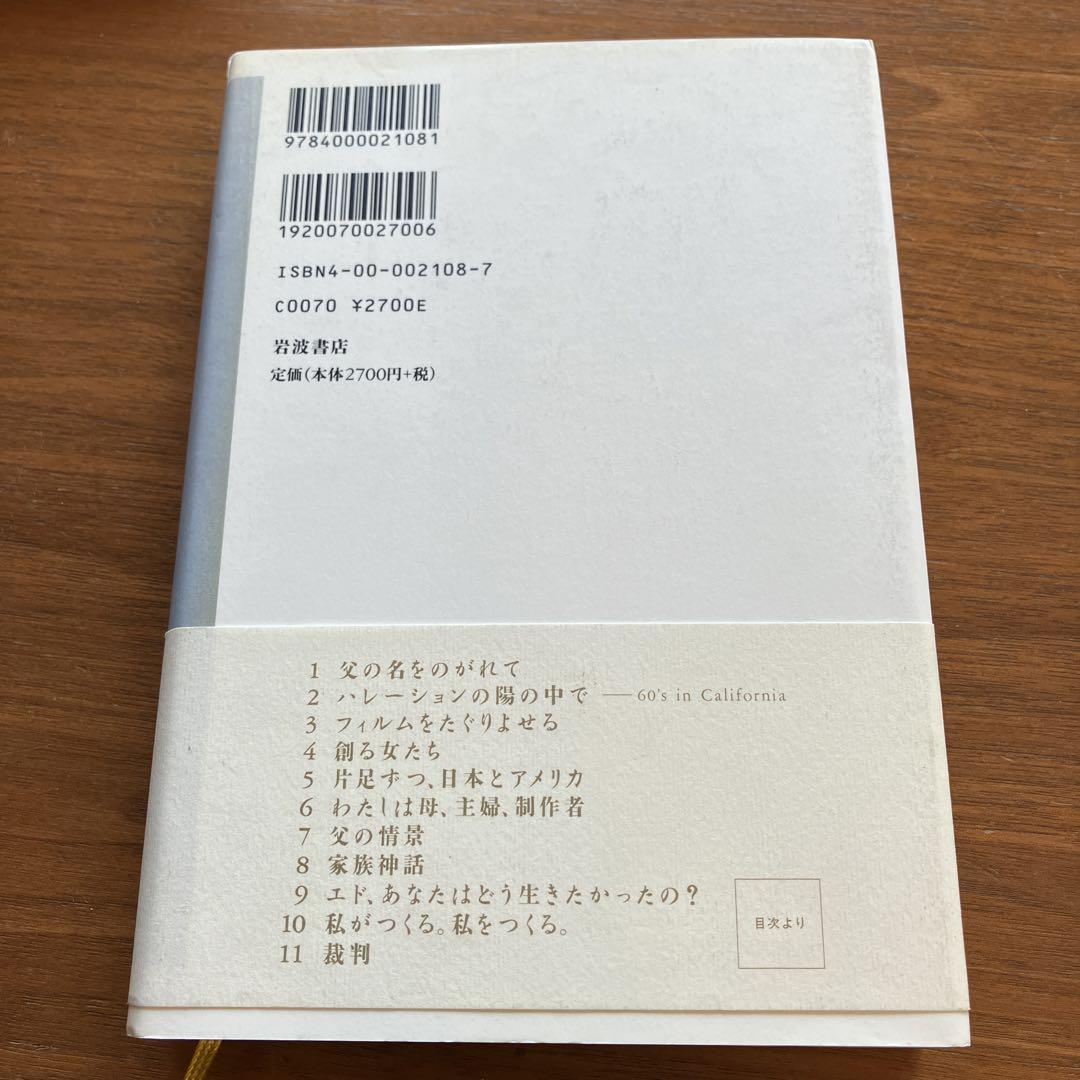 9784000021081
1920070027006
ISBN4-00-002108-7
C0070 ¥2700E
岩波書店
定価(本体2700円+税)
1 父の名をのがれて
2 ハレーションの陽の中で ——60's in California
3 フィルムをたぐりよせる
4 創る女たち
5 片足ずつ、日本とアメリカ
6 わたしは母、主婦、制作者
7 父の情景
8 家族神話
9 エド、あなたはどう生きたかったの?
10 私がつくる。私をつくる。
11 裁判
目次より